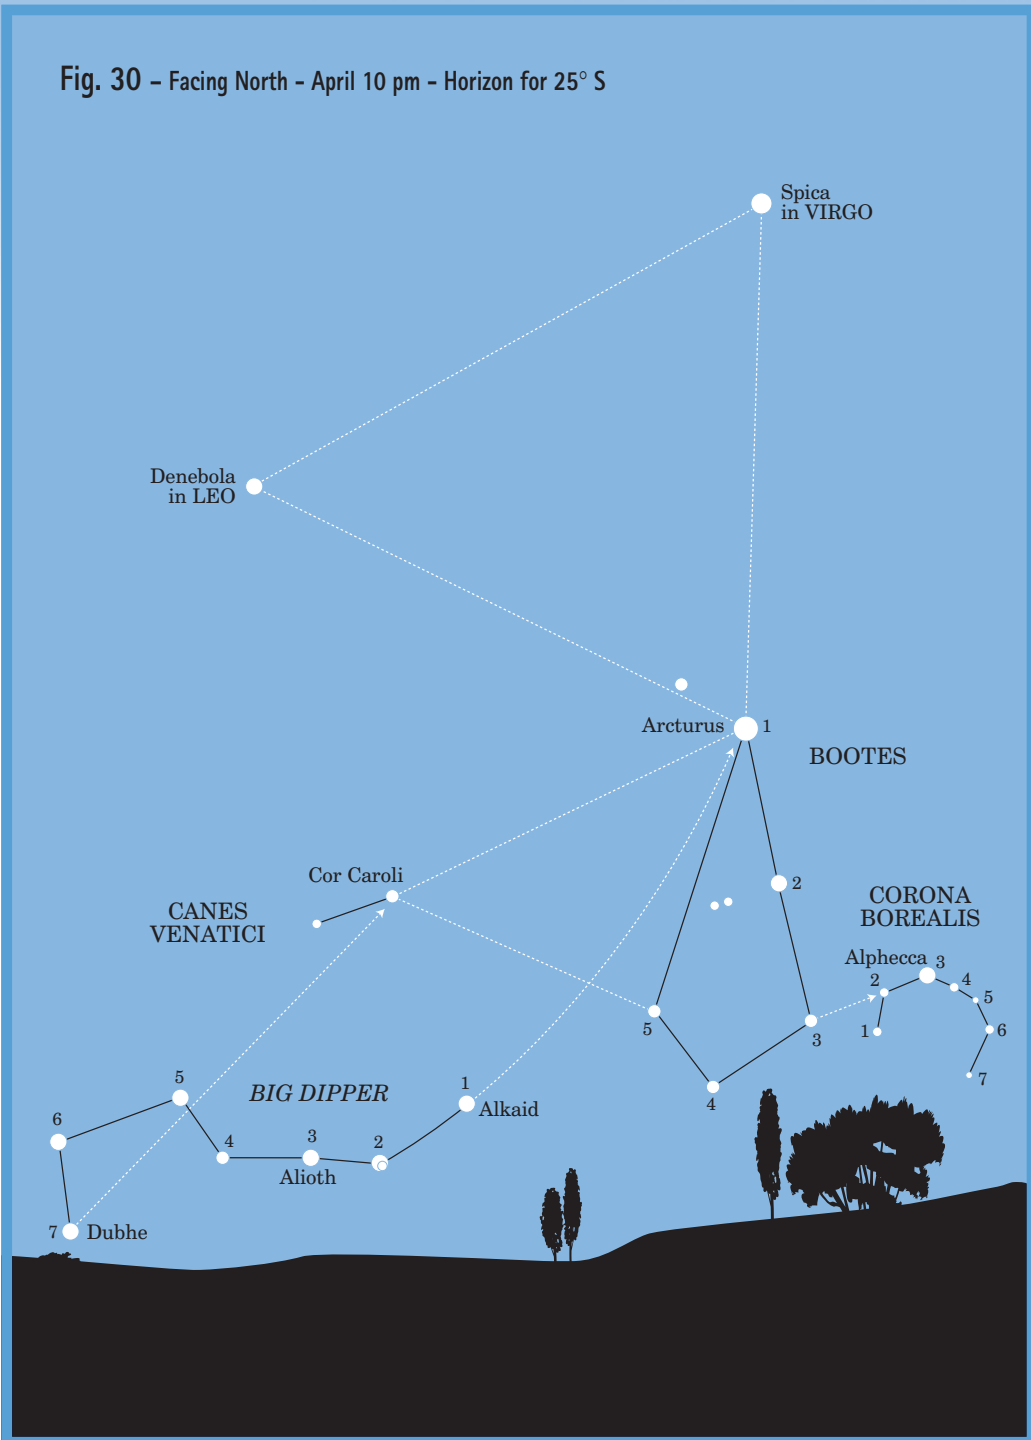 Fig. 30 – Facing North – April 10 pm – Horizon for 25° S
Spica
in VIRGO
Denebola
in LEO
Arcturus
1
BOOTES
Cor Caroli
CANES
VENATICI
2
CORONA
BOREALIS
Alphecca
3
2
4
5
1
6
7
5
3
4
BIG DIPPER
1
Alkaid
5
6
4
3
2
Alioth
7
Dubhe